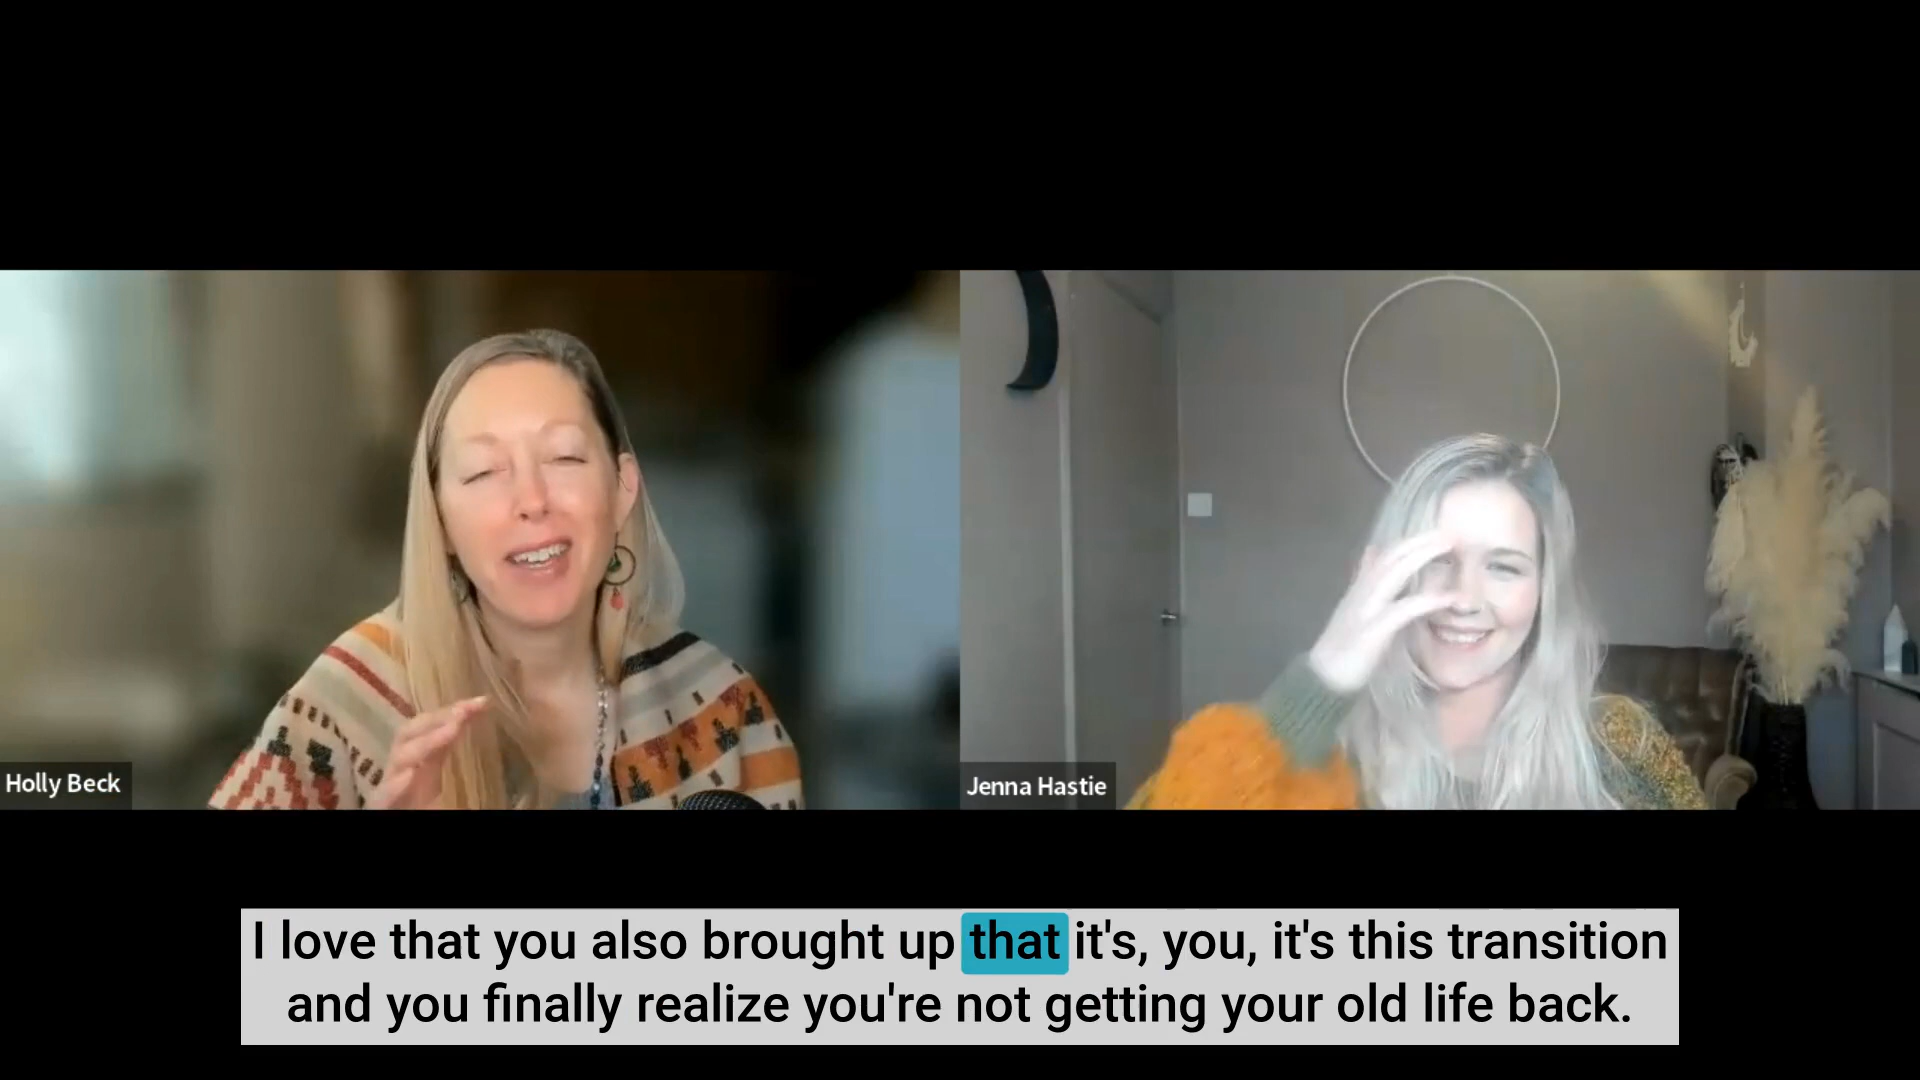 Holly Beck
Jenna Hastie
I love that you also brought up that it's, you, it's this transition
and you finally realize you're not getting your old life back.